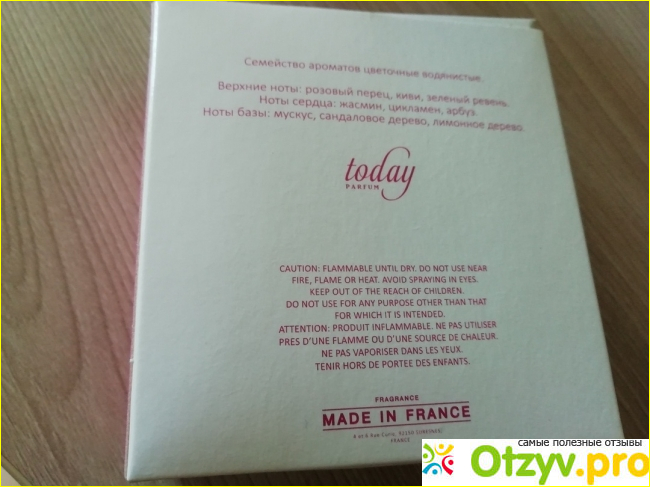 Семейство ароматов цветочные водянистые.
Верхние ноты: розовый перец, киви, зеленый ревень.
Ноты сердца: жасмин, цикламен, арбуз.
Ноты базы: мускус, сандаловое дерево, лимонное дерево.
today
PARFUM
CAUTION: FLAMMABLE UNTIL DRY. DO NOT USE NEAR
FIRE, FLAME OR HEAT. AVOID SPRAYING IN EYES.
KEEP OUT OF THE REACH OF CHILDREN.
DO NOT USE FOR ANY PURPOSE OTHER THAN THAT
FOR WHICH IT IS INTENDED.
ATTENTION: PRODUIT INFLAMMABLE. NE PAS UTILISER
PRES D'UNE FLAMME OU D'UNE SOURCE DE CHALEUR.
NE PAS VAPORISER DANS LES YEUX.
TENIR HORS DE PORTEE DES ENFANTS.
FRAGRANCE
MADE IN FRANCE
FRANCE
самые полезные отзывы
Otzyv.pro